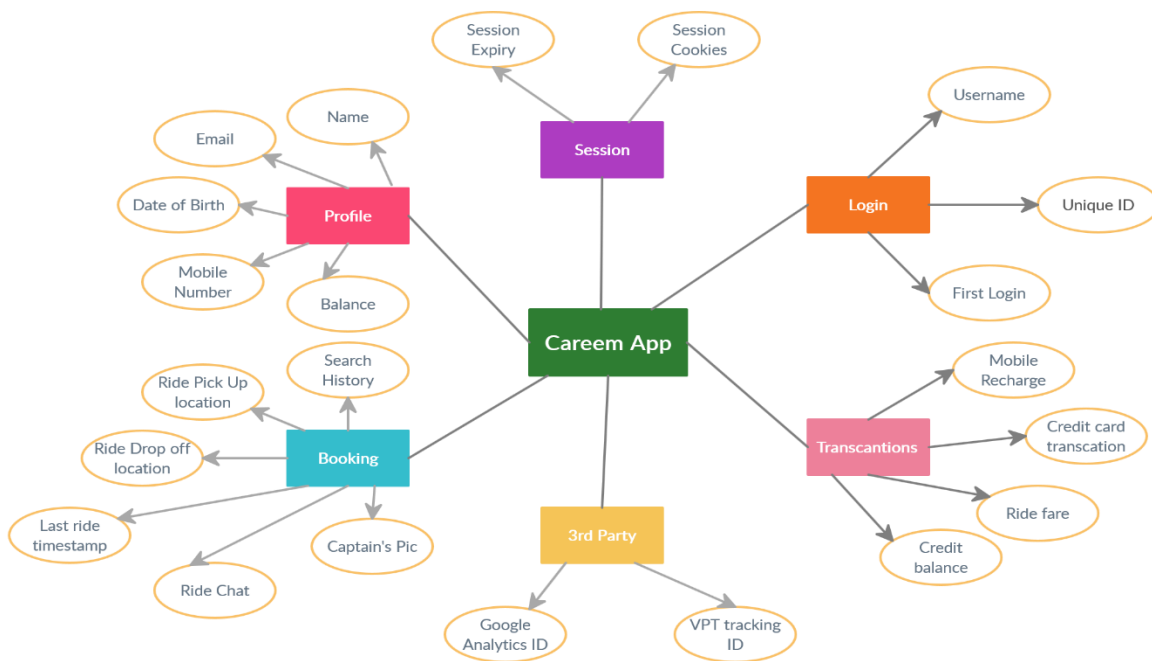 Session
Expiry
Session
Cookies
Session
Username
Unique ID
First Login
Login
Name
Email
Date of Birth
Mobile
Number
Balance
Profile
Careem App
Search
History
Ride Pick Up
location
Ride Drop off
location
Last ride
timestamp
Ride Chat
Captain's Pic
Booking
3rd Party
Google
Analytics ID
VPT tracking
ID
Transcantions
Mobile
Recharge
Credit card
transcation
Ride fare
Credit
balance